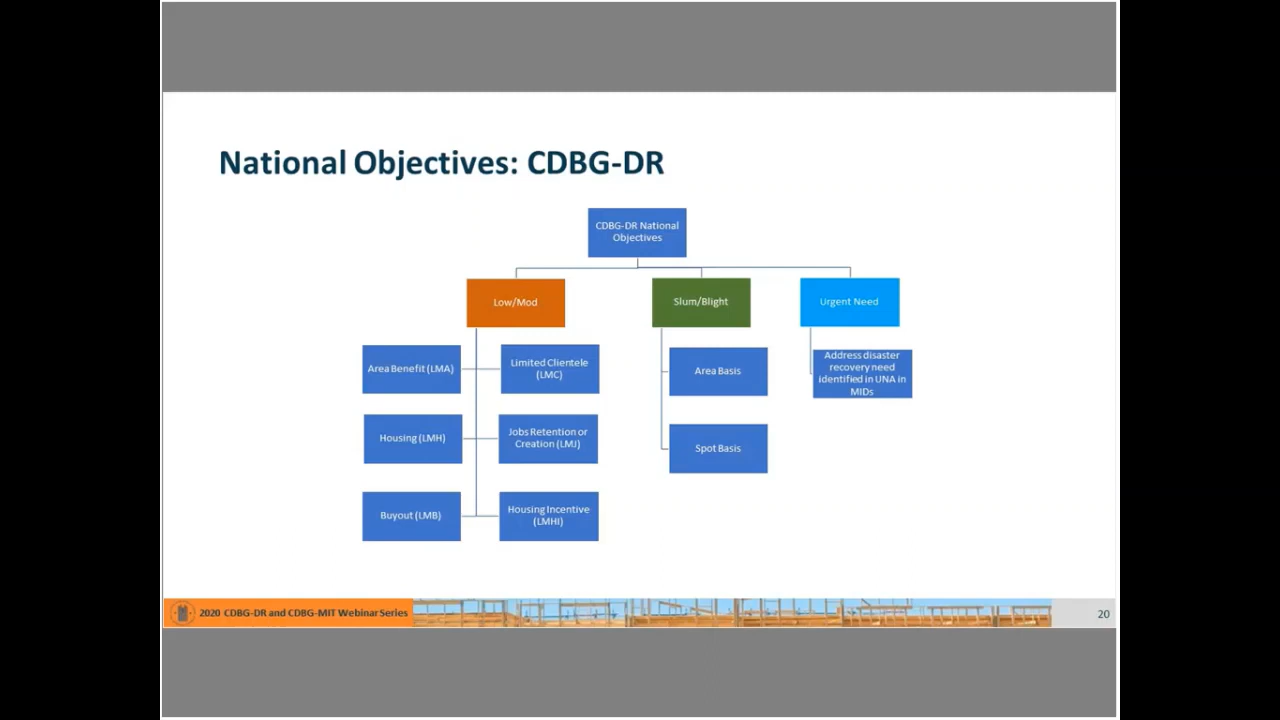 National Objectives: CDBG-DR
CDBG-DR National
Objectives
Low/Mod
Slum/Blight
Urgent Need
Area Benefit (LMA)
Limited Clientele
(LMC)
Housing (LMH)
Jobs Retention or
Creation (LMJ)
Buyout (LMB)
Housing Incentive
(LMHI)
Area Basis
Spot Basis
Address disaster
recovery need
identified in UNA in
MIDs
2020 CDBG-DR and CDBG-MIT Webinar Series
20